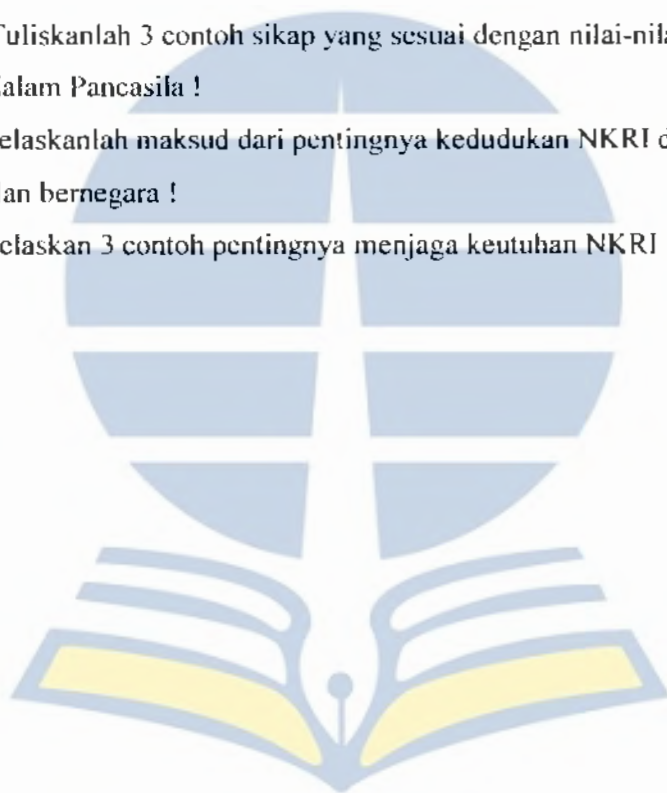 Tuliskanlah 3 contoh sikap yang sesuai dengan nilai-nila
dalam Pancasila !
elaskanlah maksud dari pentingnya kedudukan NKRI d
dan bernegara !
elaskan 3 contoh pentingnya menjaga keutuhan NKRI